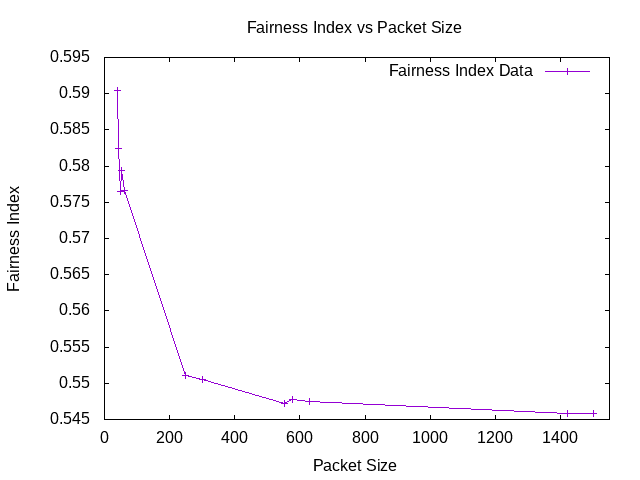 Fairness Index vs Packet Size
Fairness Index Data
0.595
0.59
0.585
0.58
0.575
0.57
0.565
0.56
0.555
0.55
0.545
Fairness Index
0 200 400 600 800 1000 1200 1400
Packet Size